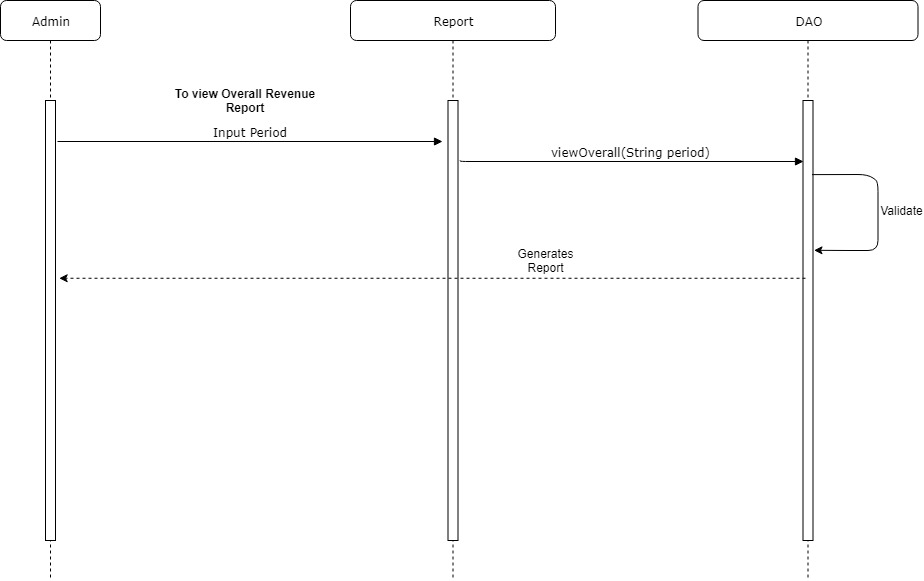 Admin
Report
DAO
To view Overall Revenue
Report
Input Period
viewOverall(String period)
Validate
Generates
Report